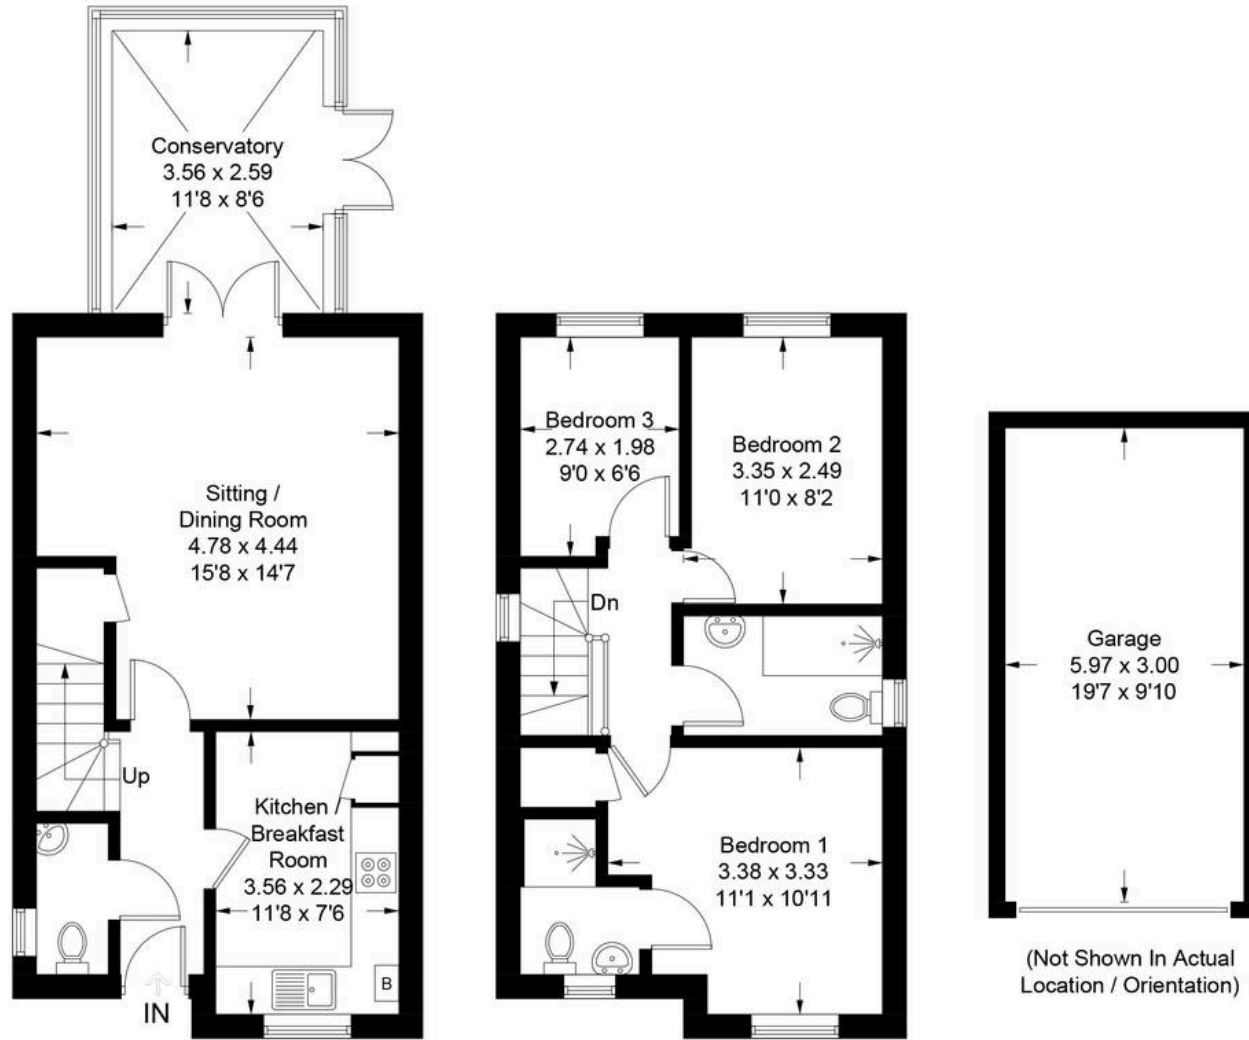 Conservatory
3.56 x 2.59
11'8 x 8'6
Sitting /
Dining Room
4.78 x 4.44
15'8 x 14'7
Up
Kitchen /
Breakfast
Room
3.56 x 2.29
11'8 x 7'6
B
IN
Bedroom 3
2.74 x 1.98
9'0 x 6'6
Bedroom 2
3.35 x 2.49
11'0 x 8'2
Dn
Bedroom 1
3.38 x 3.33
11'1 x 10'11
Garage
5.97 x 3.00
19'7 x 9'10
(Not Shown In Actual
Location / Orientation)